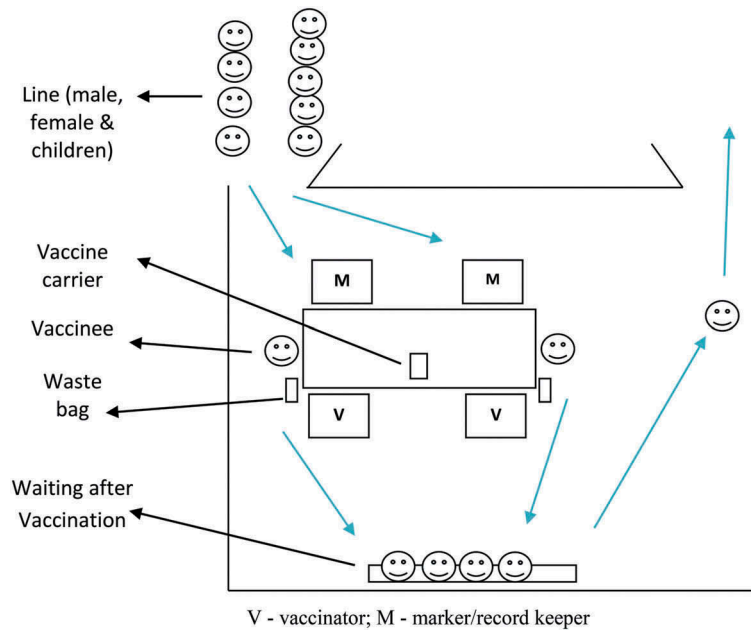 Line (male,
female &
children)
Vaccine
carrier
M
M
Vaccinee
Waste
bag
V
V
Waiting after
Vaccination
V - vaccinator; M - marker/record keeper